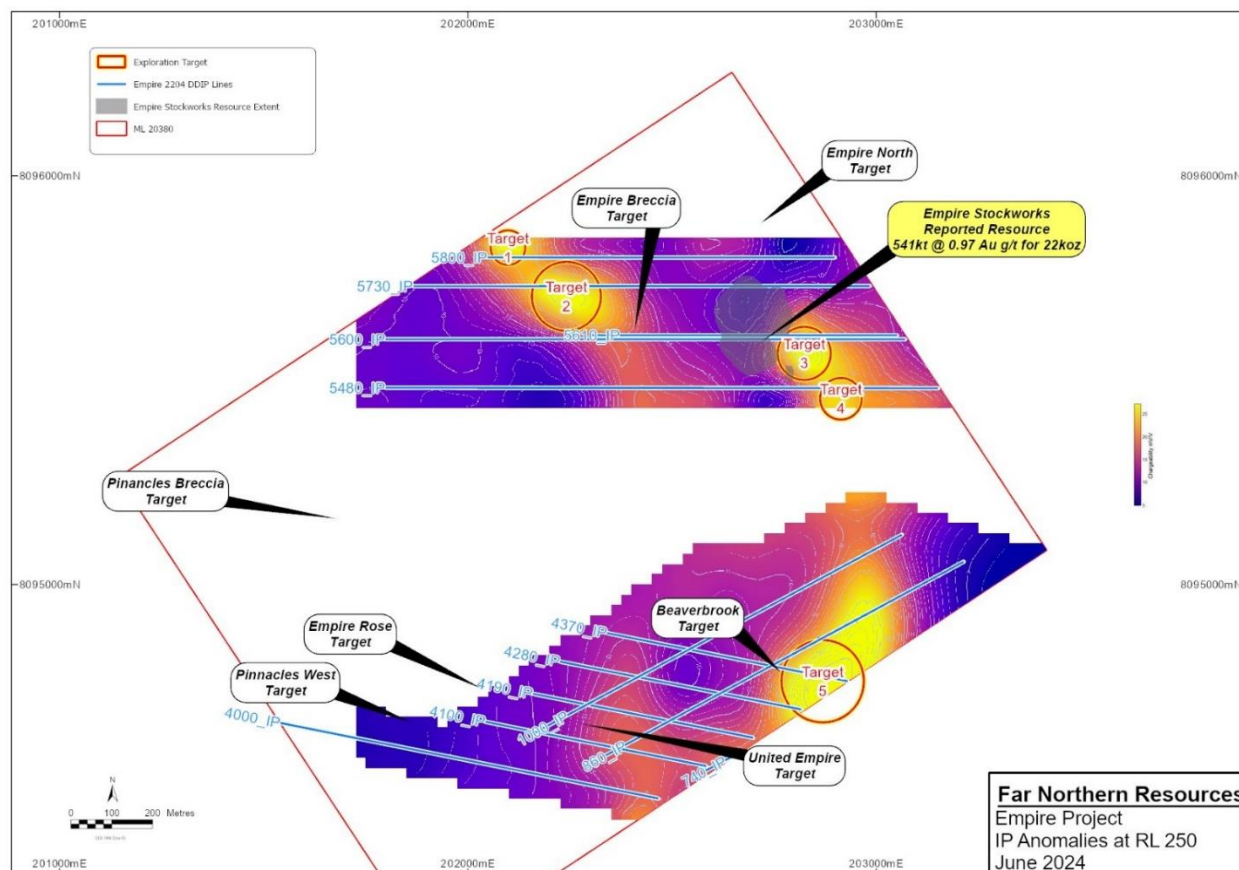 201000mE
202000mE
203000mE
Exploration Target
Empire 2204 DDIP Lines
Empire Stockworks Resource Extent
ML 20380
8096000mN
8096000mN
Empire North
Target
Empire Breccia
Target
Empire Stockworks
Reported Resource
541kt @ 0.97 Au g/t for 22koz
Target
1
5800_IP
5730_IP
Target
2
5610_IP
5600_IP
Target
3
5480_IP
Target
4
Chargeability mV/V
Pinancles Breccia
Target
8095000mN
8095000mN
Empire Rose
Target
Beaverbrook
Target
4370_IP
4280_IP
Pinnacles West
Target
4190_IP
Target
5
4000_IP
4100_IP
1080_IP
860_IP
740_IP
United Empire
Target
N
0 100 200 Metres
Far Northern Resources
Empire Project
IP Anomalies at RL 250
June 2024
201000mE
202000mE
203000mE